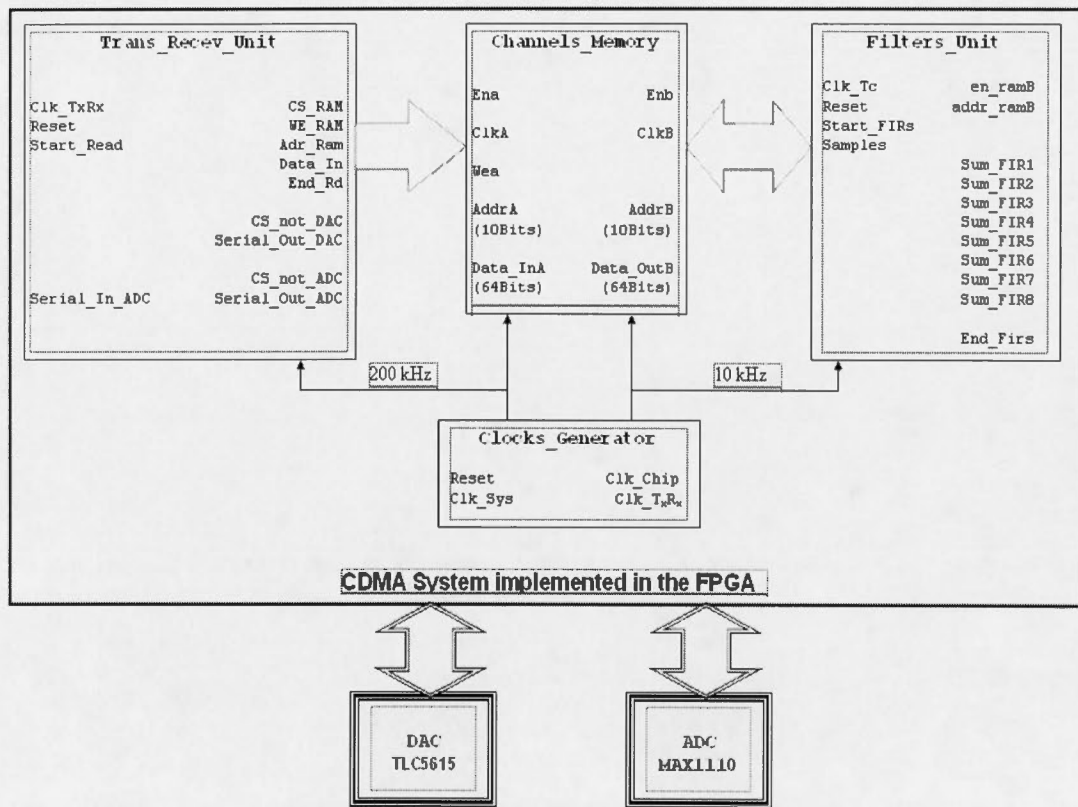 Trans_Recev_Unit
Clk_TxRx
Reset
Start_Read
Serial_In_ADC
CS_RAM
WE_RAM
Adr_Ram
Data_In
End_Rd
CS_not_DAC
Serial_Out_DAC
CS_not_ADC
Serial_Out_ADC
Channels_Memory
Ena
ClkA
Wea
AddrA
(10Bits)
Data_InA
(64Bits)
Enb
ClkB
AddrB
(10Bits)
Data_OutB
(64Bits)
Filters_Unit
Clk_Tc
Reset
Start_FIRs
Samples
en_ramB
addr_ramB
Sum_FIR1
Sum_FIR2
Sum_FIR3
Sum_FIR4
Sum_FIR5
Sum_FIR6
Sum_FIR7
Sum_FIR8
End_Firs
200 kHz
10 kHz
Clocks_Generator
Reset
Clk_Sys
Clk_Chip
Clk_TxRx
CDMA System implemented in the FPGA
DAC
TLC5615
ADC
MAX1110